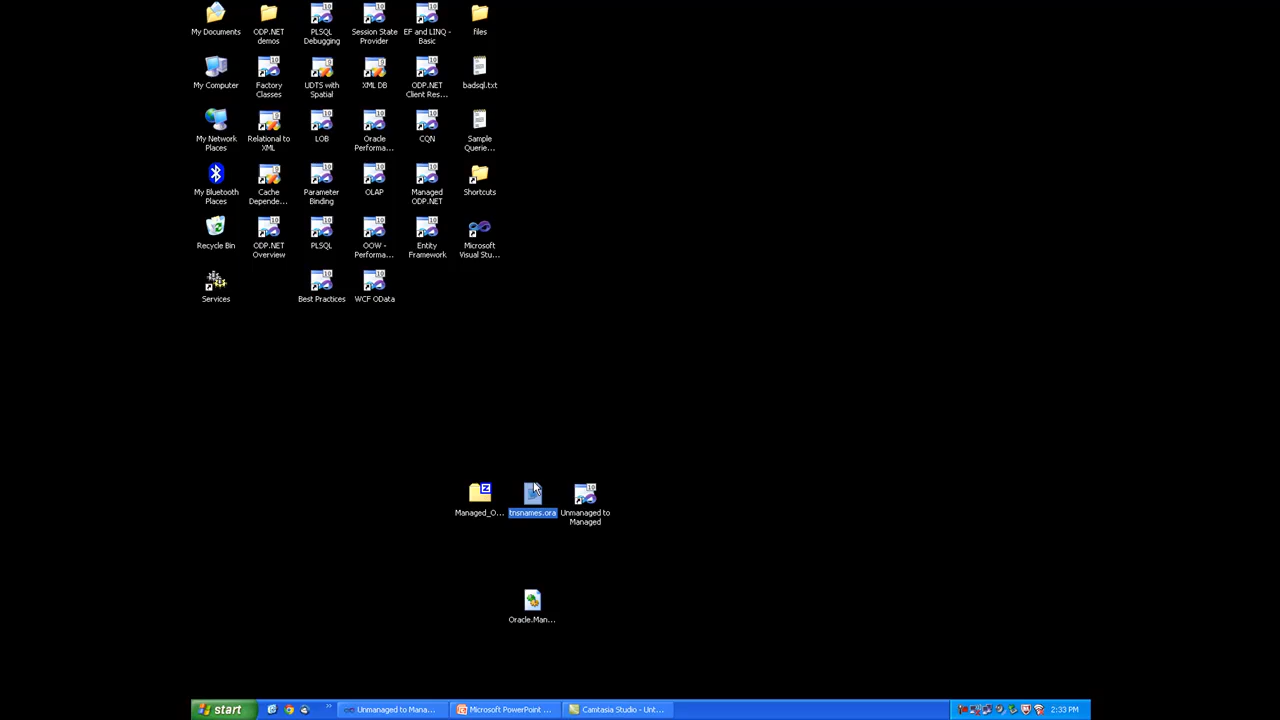 My Documents
ODP.NET
demos
PLSQL
Debugging
Session State
Provider
EF and LINQ -
Basic
files
My Computer
Factory
Classes
UDTS with
Spatial
XML DB
ODP.NET
Client Res...
badsql.txt
My Network
Places
Relational to
XML
LOB
Oracle
Performa...
CQN
Sample
Querie...
My Bluetooth
Places
Cache
Depende...
Parameter
Binding
OLAP
Managed
ODP.NET
Shortcuts
Recycle Bin
ODP.NET
Overview
PLSQL
OOW -
Performa...
Entity
Framework
Microsoft
Visual Stu...
Services
Best Practices
WCF OData
Managed_O...
tnsnames.ora
Unmanaged to
Managed
Oracle.Man...
start
Unmanaged to Mana...
Microsoft PowerPoint ...
Camtasia Studio - Unt...
2:33 PM